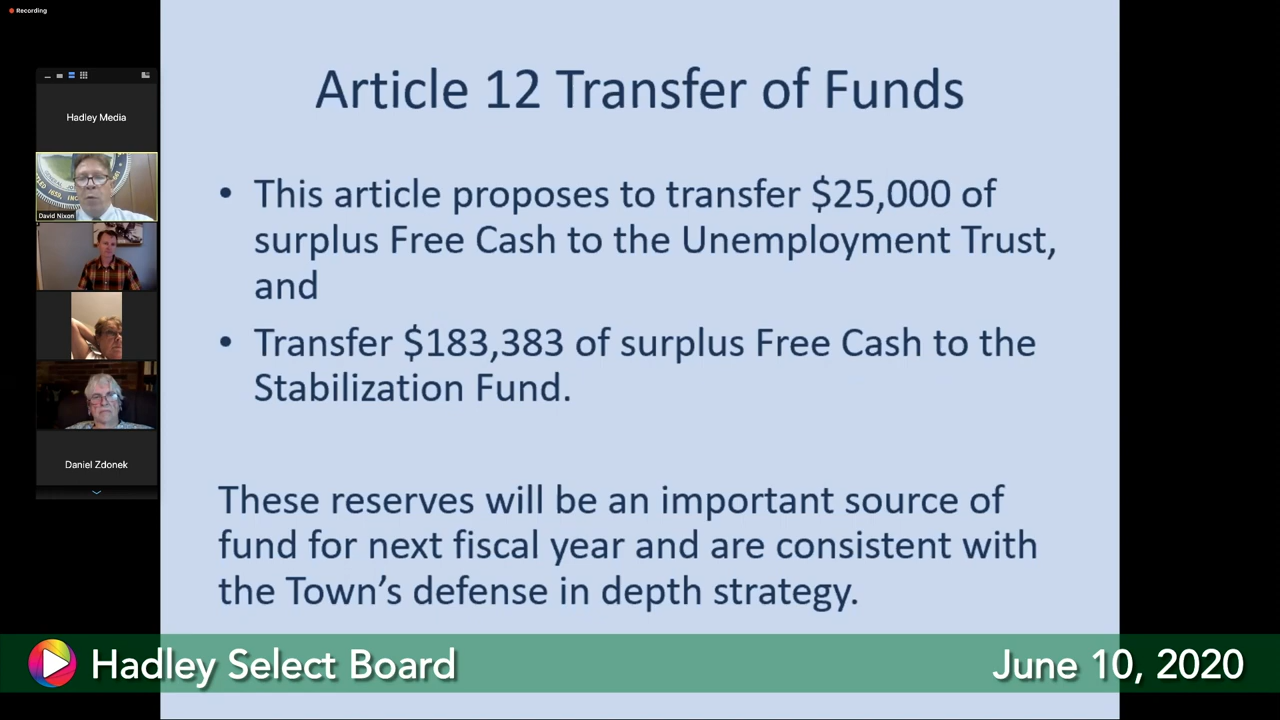 Recording
Hadley Media
David Nixon
Daniel Zdonek
Article 12 Transfer of Funds
• This article proposes to transfer $25,000 of
surplus Free Cash to the Unemployment Trust,
and
• Transfer $183,383 of surplus Free Cash to the
Stabilization Fund.
These reserves will be an important source of
fund for next fiscal year and are consistent with
the Town’s defense in depth strategy.
Hadley Select Board
June 10, 2020